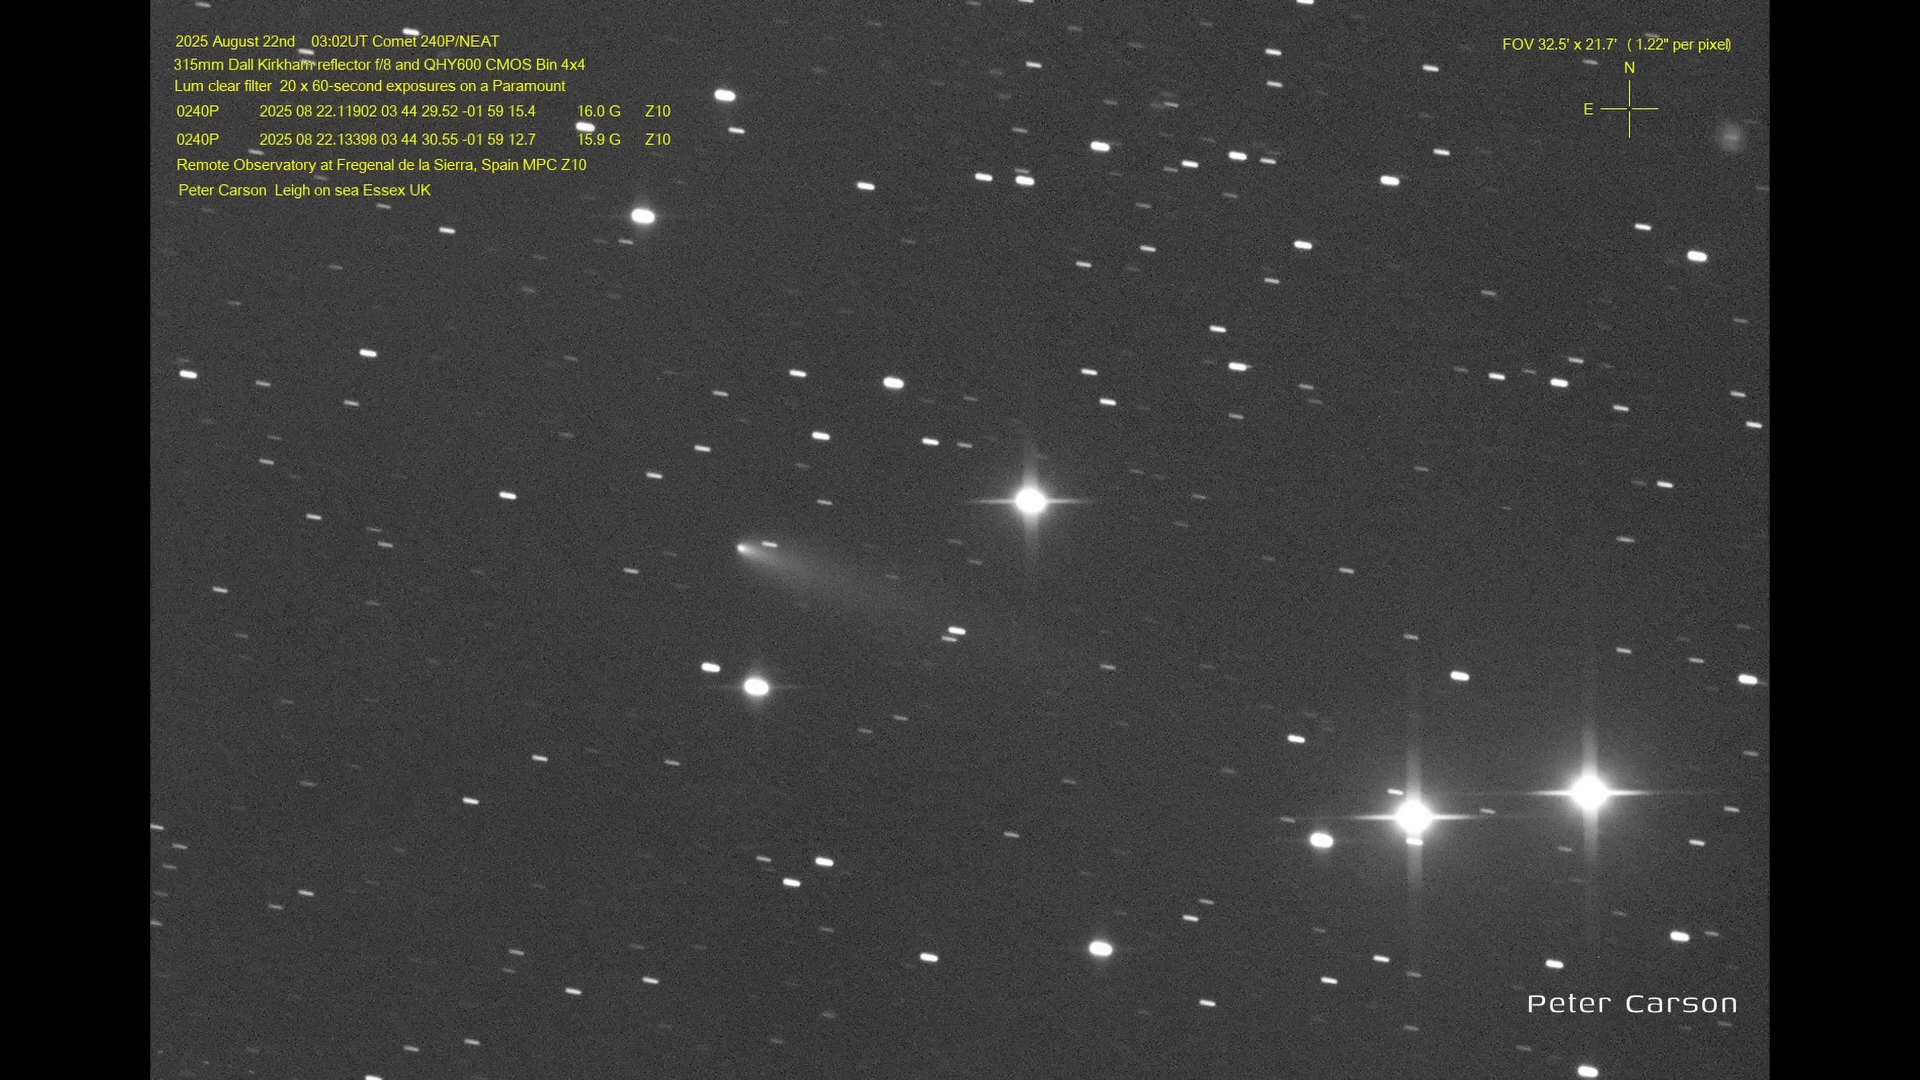 2025 August 22nd    03:02UT Comet 240P/NEAT
315mm Dall Kirkham reflector f/8 and QHY600 CMOS Bin 4x4
Lum clear filter  20 x 60-second exposures on a Paramount
0240P 2025 08 22.11902 03 44 29.52 -01 59 15.4 16.0 G Z10
0240P 2025 08 22.13398 03 44 30.55 -01 59 12.7 15.9 G Z10
Remote Observatory at Fregenal de la Sierra, Spain MPC Z10
Peter Carson  Leigh on sea Essex UK
FOV 32.5' x 21.7'  ( 1.22" per pixel)
N
E
Peter Carson